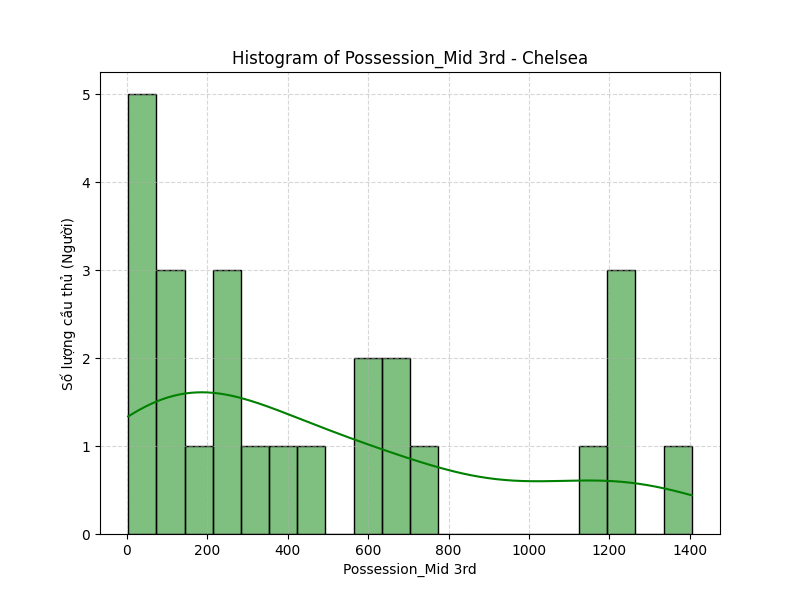 Histogram of Possession_Mid 3rd - Chelsea
5
4
3
2
1
0
Số lượng cầu thủ (Người)
0 200 400 600 800 1000 1200 1400
Possession_Mid 3rd